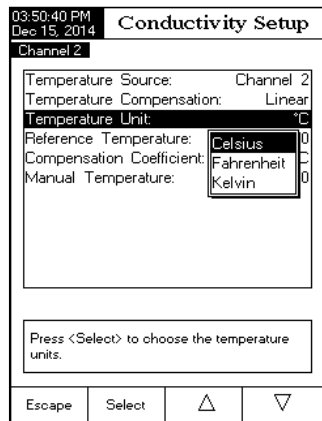 03:50:40 PM
Dec 15, 2014
Conductivity Setup
Channel 2
Temperature Source: Channel 2
Temperature Compensation: Linear
Temperature Unit: °C
Reference Temperature: 0
Compensation Coefficient: C
Manual Temperature: 0
Celsius
Fahrenheit
Kelvin
Press <Select> to choose the temperature
units.
Escape Select △ ▽